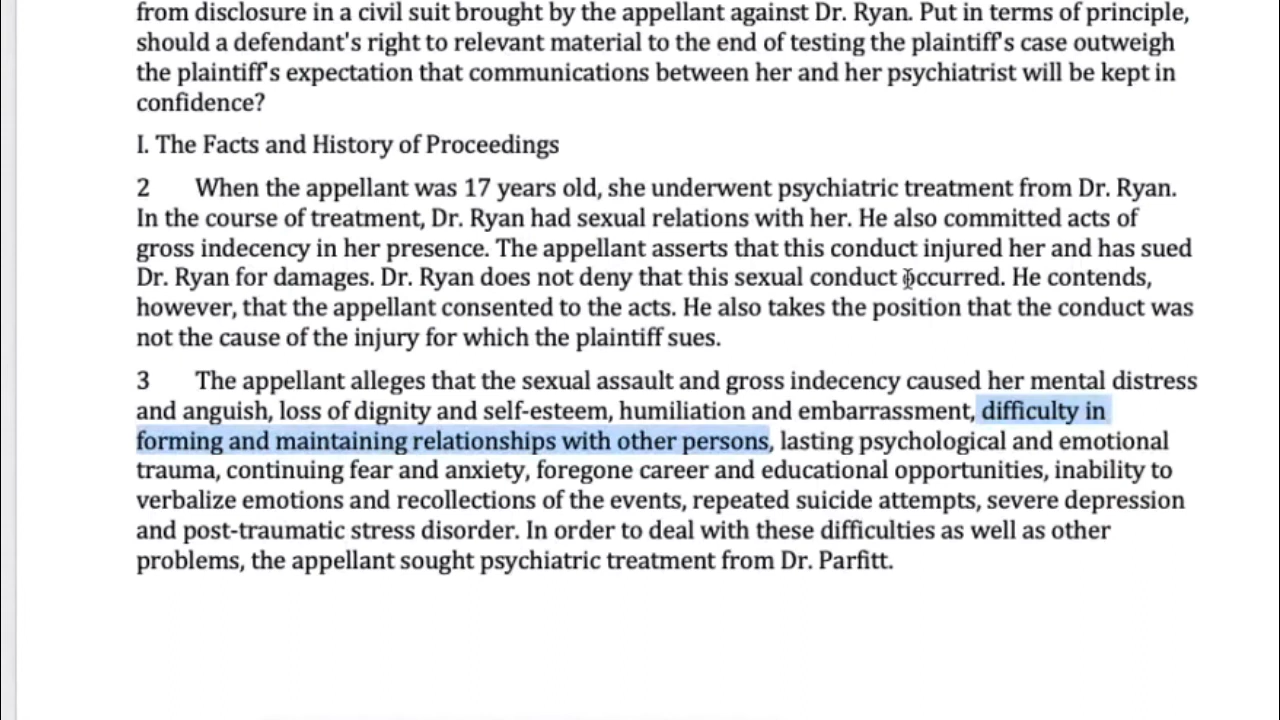 from disclosure in a civil suit brought by the appellant against Dr. Ryan. Put in terms of principle,
should a defendant's right to relevant material to the end of testing the plaintiff's case outweigh
the plaintiff's expectation that communications between her and her psychiatrist will be kept in
confidence?
I. The Facts and History of Proceedings
2 When the appellant was 17 years old, she underwent psychiatric treatment from Dr. Ryan.
In the course of treatment, Dr. Ryan had sexual relations with her. He also committed acts of
gross indecency in her presence. The appellant asserts that this conduct injured her and has sued
Dr. Ryan for damages. Dr. Ryan does not deny that this sexual conduct occurred. He contends,
however, that the appellant consented to the acts. He also takes the position that the conduct was
not the cause of the injury for which the plaintiff sues.
3 The appellant alleges that the sexual assault and gross indecency caused her mental distress
and anguish, loss of dignity and self-esteem, humiliation and embarrassment, difficulty in
forming and maintaining relationships with other persons, lasting psychological and emotional
trauma, continuing fear and anxiety, foregone career and educational opportunities, inability to
verbalize emotions and recollections of the events, repeated suicide attempts, severe depression
and post-traumatic stress disorder. In order to deal with these difficulties as well as other
problems, the appellant sought psychiatric treatment from Dr. Parfitt.